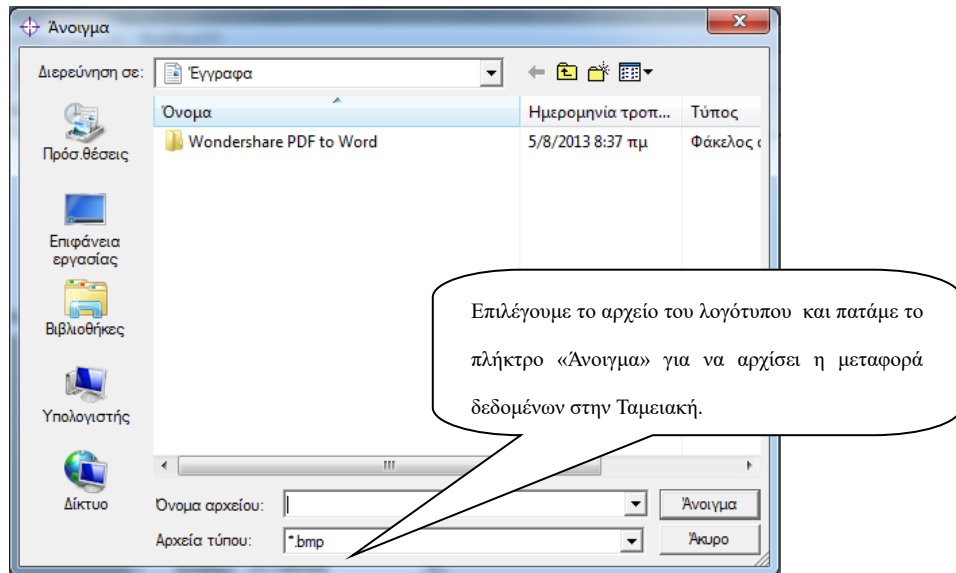 Άνοιγμα
Διερεύνηση σε:
Έγγραφα
Όνομα
Ημερομηνία τροπ...
Τύπος
Wondershare PDF to Word
5/8/2013 8:37 πμ
Φάκελος α
Πρόσ.θέσεις
Επιφάνεια
εργασίας
Βιβλιοθήκες
Υπολογιστής
Δίκτυο
Επιλέγουμε το αρχείο του λογότυπου και πατάμε το
πλήκτρο «Άνοιγμα» για να αρχίσει η μεταφορά
δεδομένων στην Ταμειακή.
Όνομα αρχείου:
Άνοιγμα
Αρχεία τύπου:
*.bmp
Άκυρο